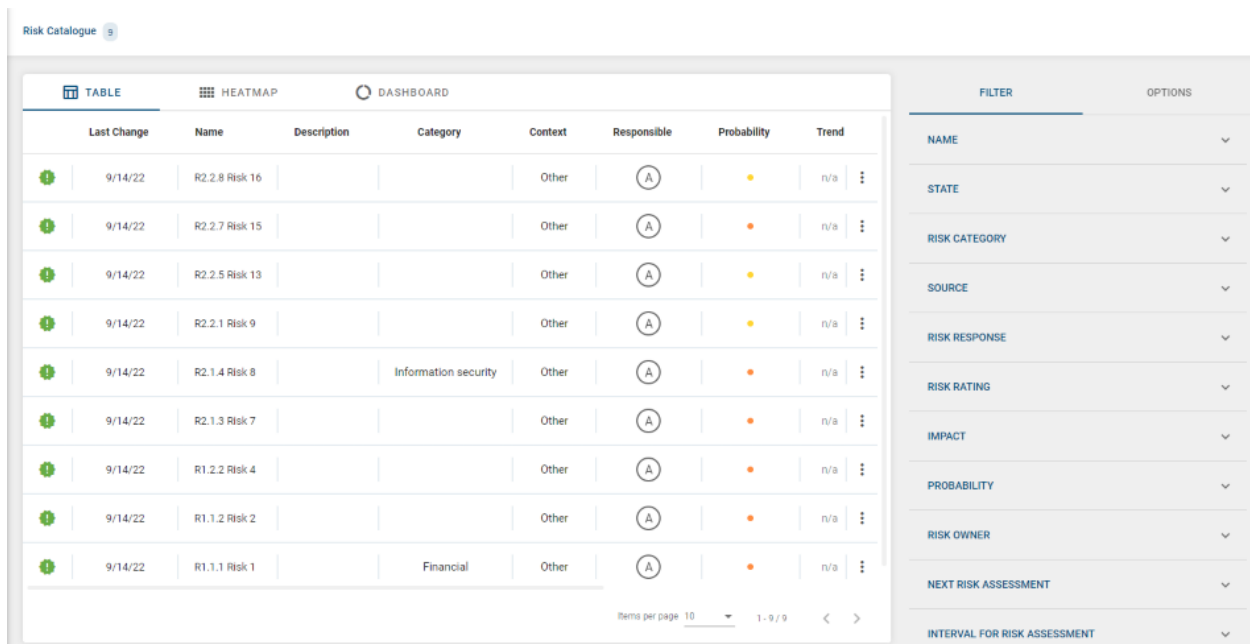 Risk Catalogue 9
TABLE HEATMAP DASHBOARD
Last Change Name Description Category Context Responsible Probability Trend
9/14/22 R2.2.8 Risk 16 Other A n/a
9/14/22 R2.2.7 Risk 15 Other A n/a
9/14/22 R2.2.5 Risk 13 Other A n/a
9/14/22 R2.2.1 Risk 9 Other A n/a
9/14/22 R2.1.4 Risk 8 Information security Other A n/a
9/14/22 R2.1.3 Risk 7 Other A n/a
9/14/22 R1.2.2 Risk 4 Other A n/a
9/14/22 R1.1.2 Risk 2 Other A n/a
9/14/22 R1.1.1 Risk 1 Financial Other A n/a
Items per page 10 1 - 9 / 9
FILTER OPTIONS
NAME
STATE
RISK CATEGORY
SOURCE
RISK RESPONSE
RISK RATING
IMPACT
PROBABILITY
RISK OWNER
NEXT RISK ASSESSMENT
INTERVAL FOR RISK ASSESSMENT